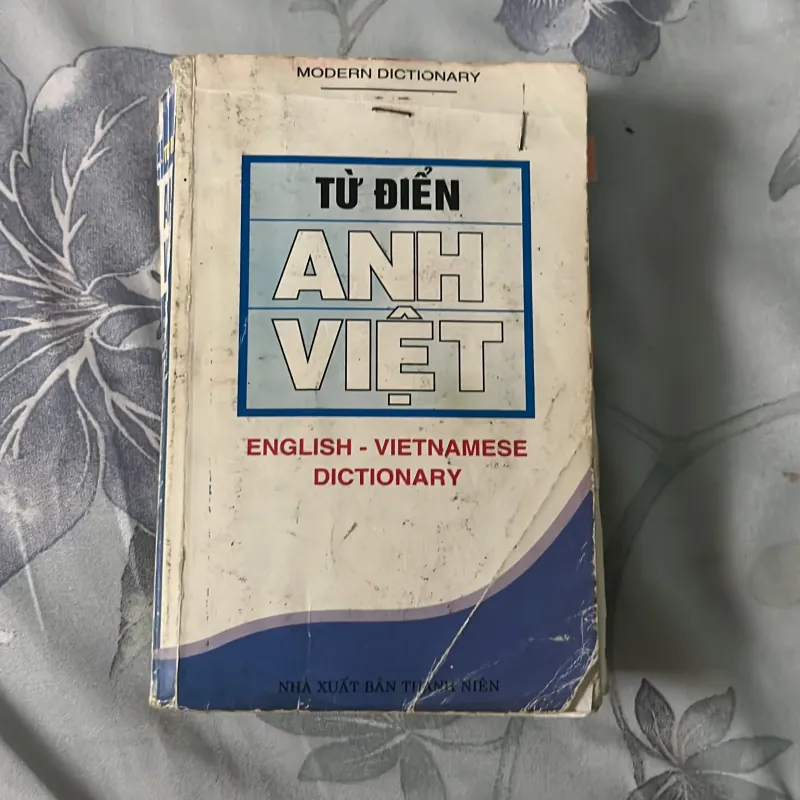 MODERN DICTIONARY
TỪ ĐIỂN
ANH
VIỆT
ENGLISH - VIETNAMESE
DICTIONARY
NHÀ XUẤT BẢN THANH NIÊN